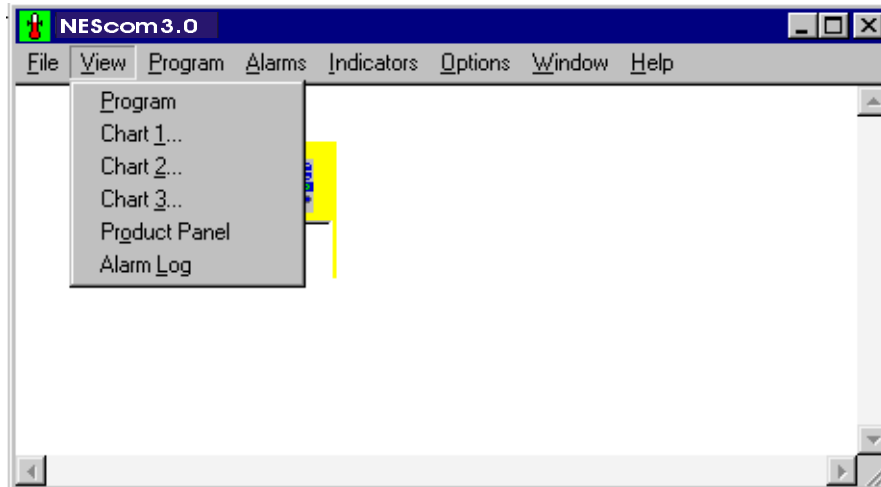 NEScom3.0
File View Program Alarms Indicators Options Window Help
Program
Chart 1...
Chart 2...
Chart 3...
Product Panel
Alarm Log